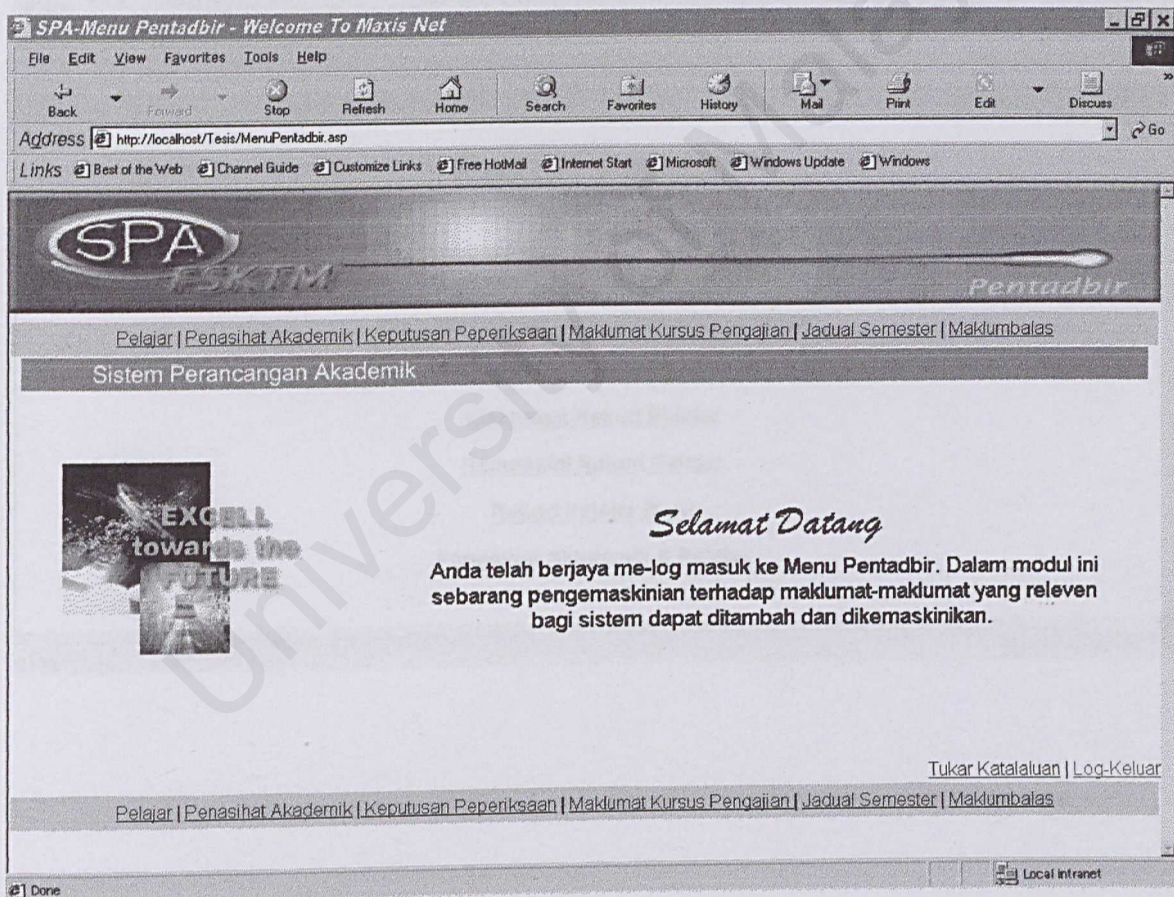 SPA-Menu Pentadbir - Welcome To Maxis Net
File Edit View Favorites Tools Help
Back Forward Stop Refresh Home Search Favorites History Mail Print Edit Discuss
Address http://localhost/Tesis/MenuPentadbir.asp Go
Links Best of the Web Channel Guide Customize Links Free HotMail Internet Start Microsoft Windows Update Windows
SPA
FSKTM
Pentadbir
Pelajar | Penasihat Akademik | Keputusan Peperiksaan | Maklumat Kursus Pengajian | Jadual Semester | Maklumbalas
Sistem Perancangan Akademik
EXCELL
towards the
FUTURE
Selamat Datang
Anda telah berjaya me-log masuk ke Menu Pentadbir. Dalam modul ini
sebarang pengemaskinian terhadap maklumat-maklumat yang releven
bagi sistem dapat ditambah dan dikemaskinikan.
Tukar Katalaluan | Log-Keluar
Pelajar | Penasihat Akademik | Keputusan Peperiksaan | Maklumat Kursus Pengajian | Jadual Semester | Maklumbalas
Done Local intranet
University of Malay